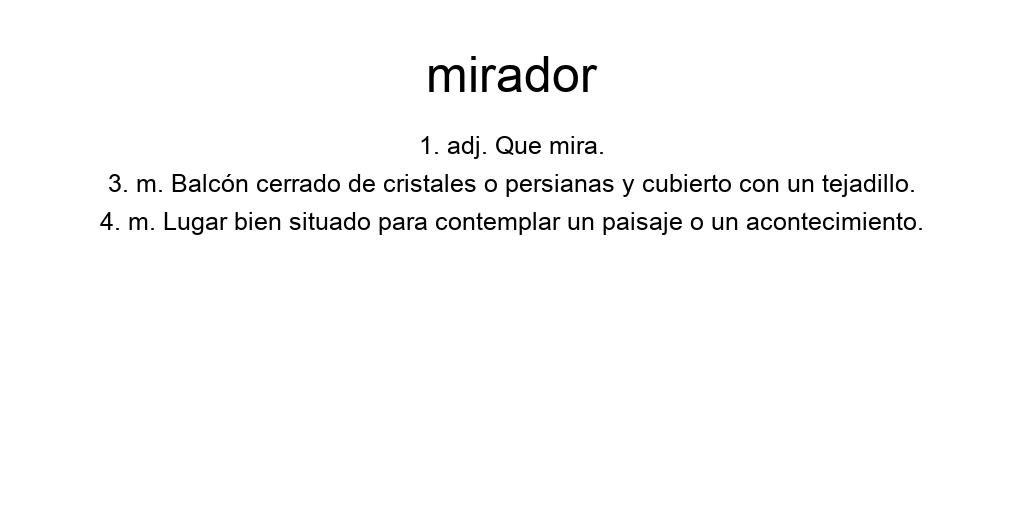 mirador
1. adj. Que mira.
3. m. Balcón cerrado de cristales o persianas y cubierto con un tejadillo.
4. m. Lugar bien situado para contemplar un paisaje o un acontecimiento.